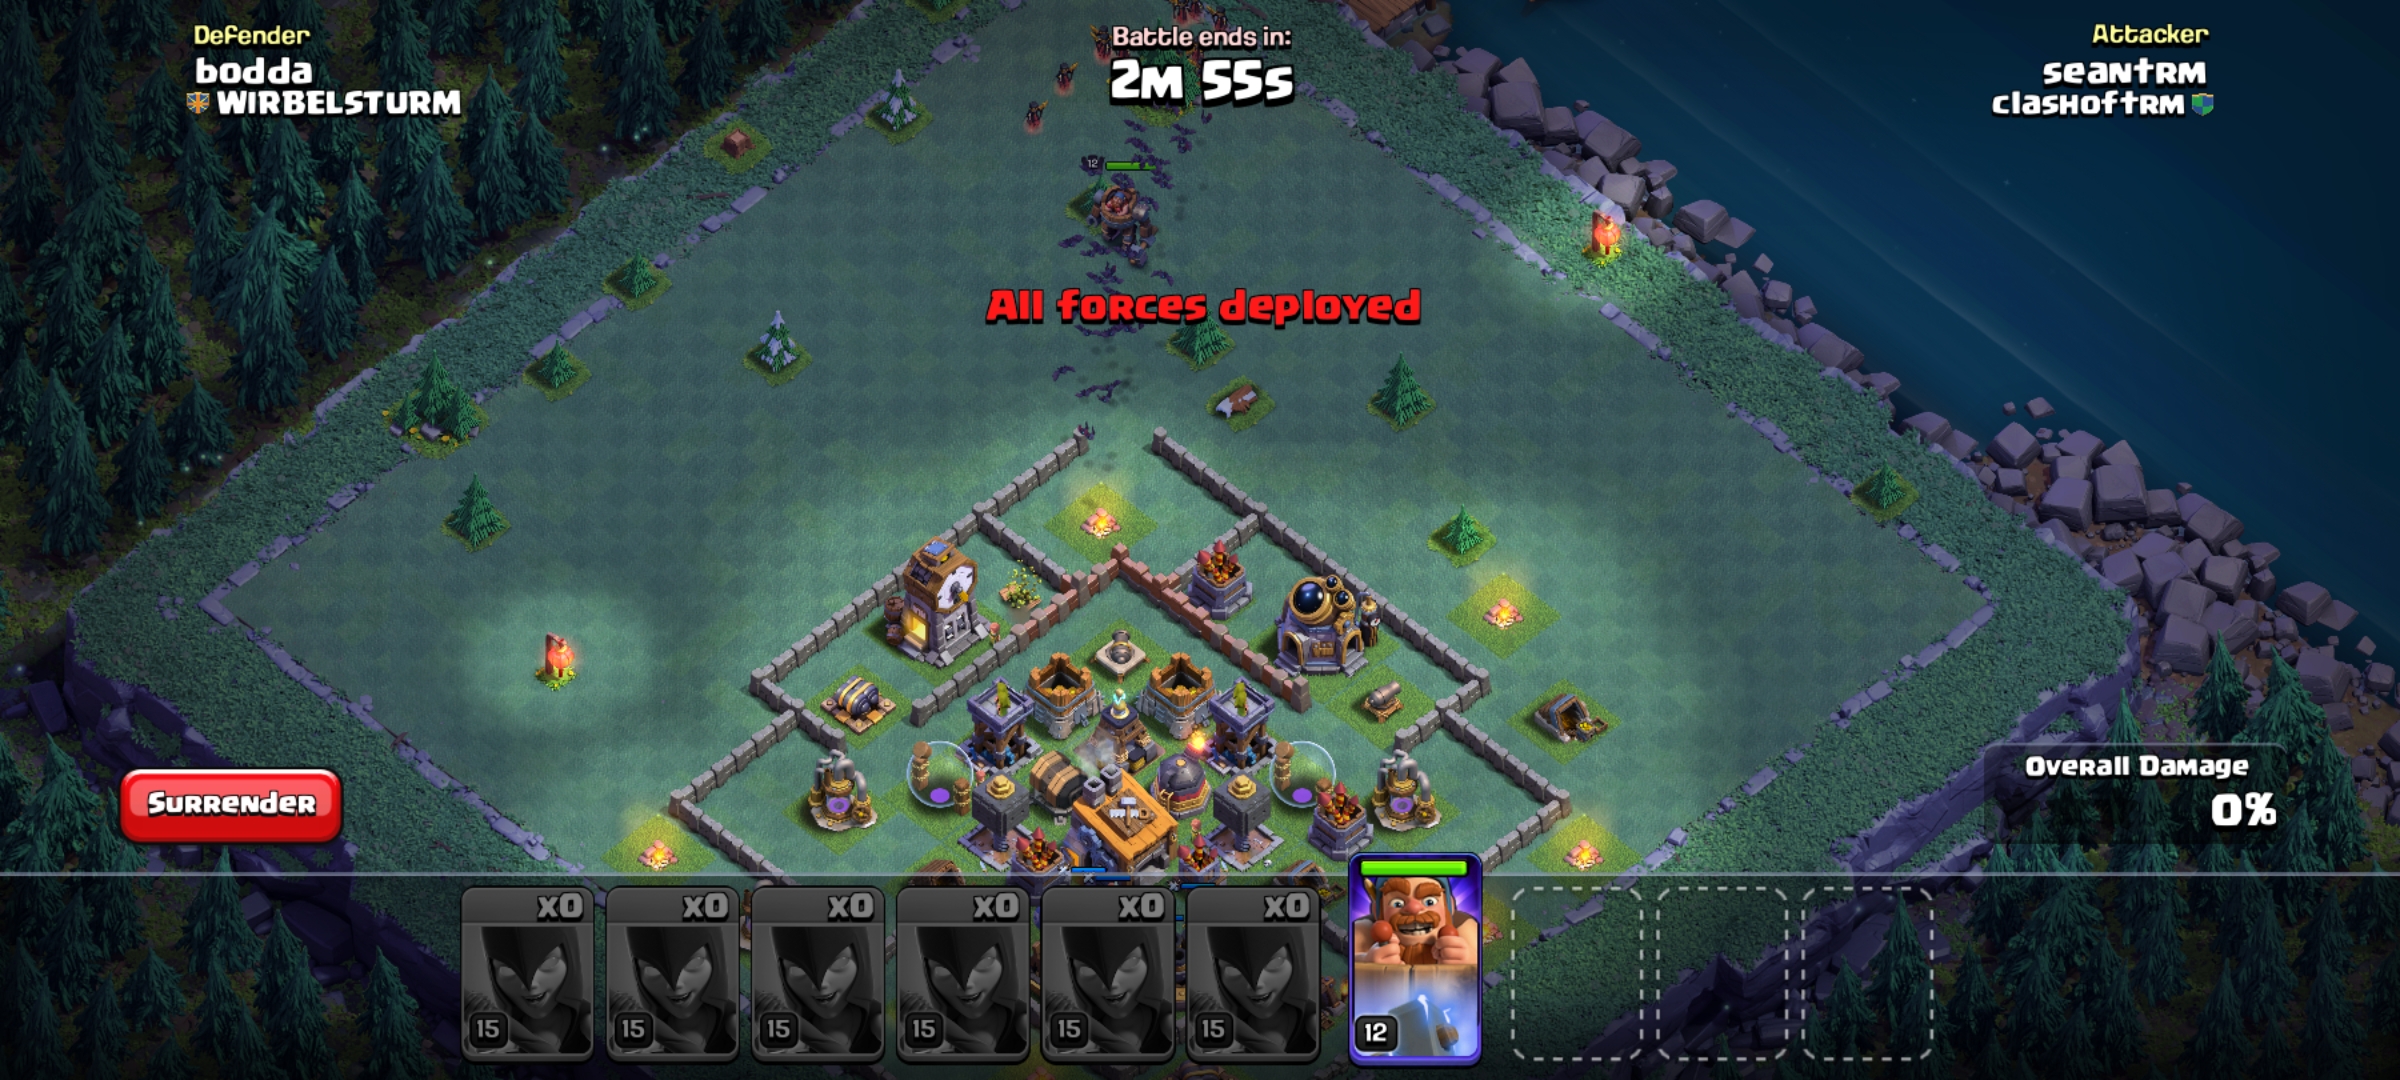 Defender
bodda
WIRBELSTURM
Battle ends in:
2M 55s
Attacker
seantRM
clashoftRM
12
All forces deployed
Surrender
Overall Damage
0%
x0
x0
x0
x0
x0
x0
15
15
15
15
15
15
12